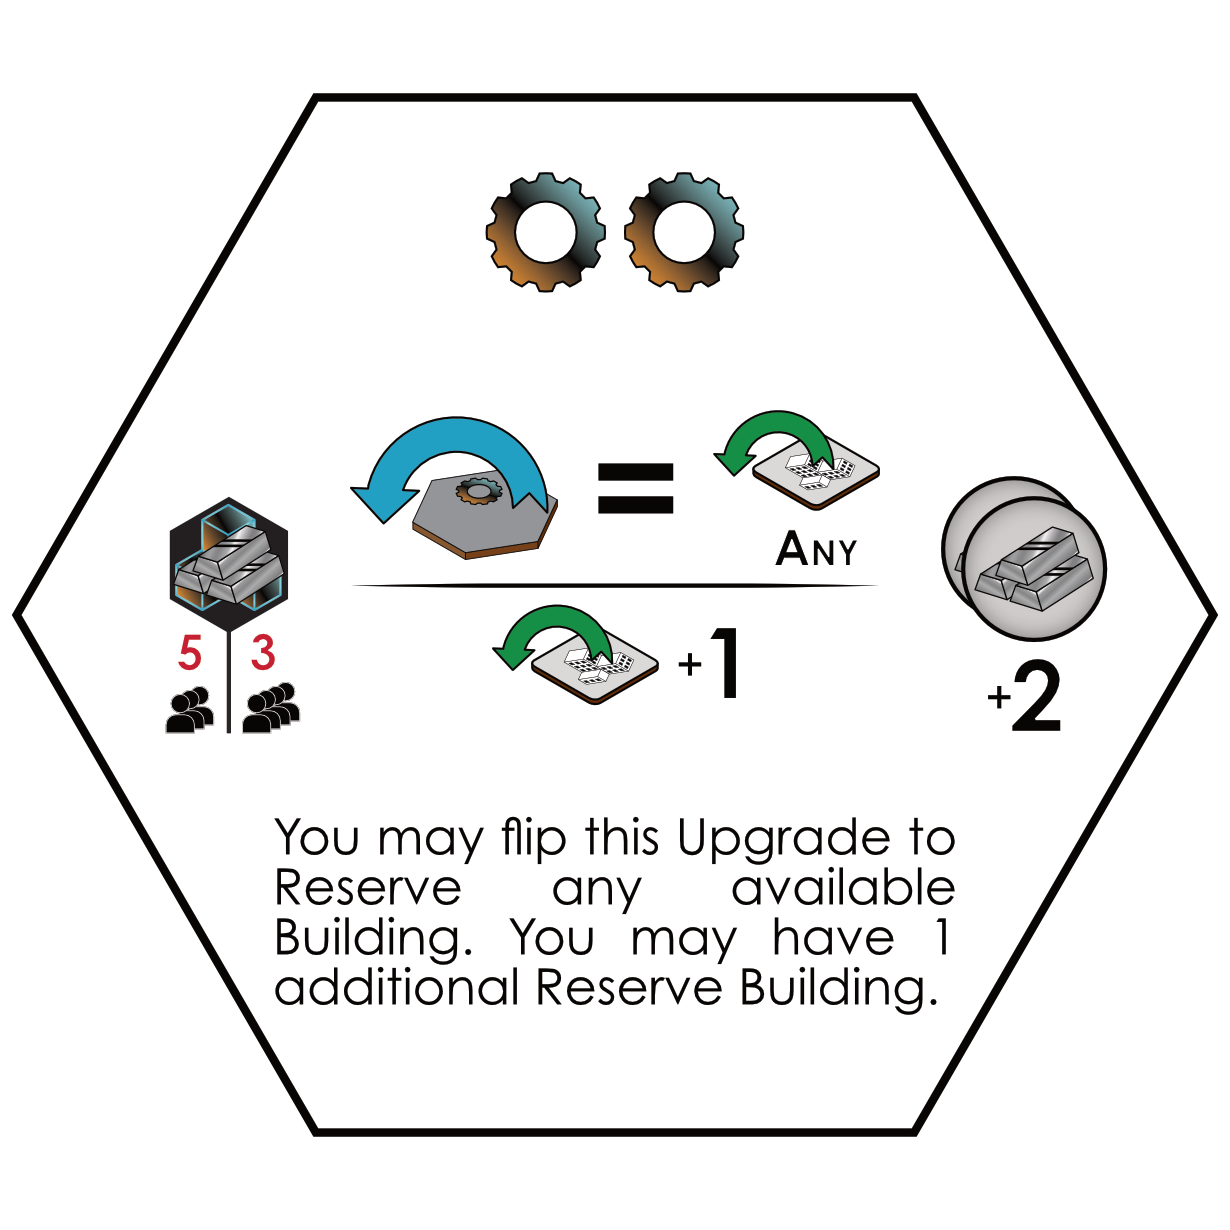 ANY
+1
5 3
+2
You may flip this Upgrade to
Reserve any available
Building. You may have 1
additional Reserve Building.